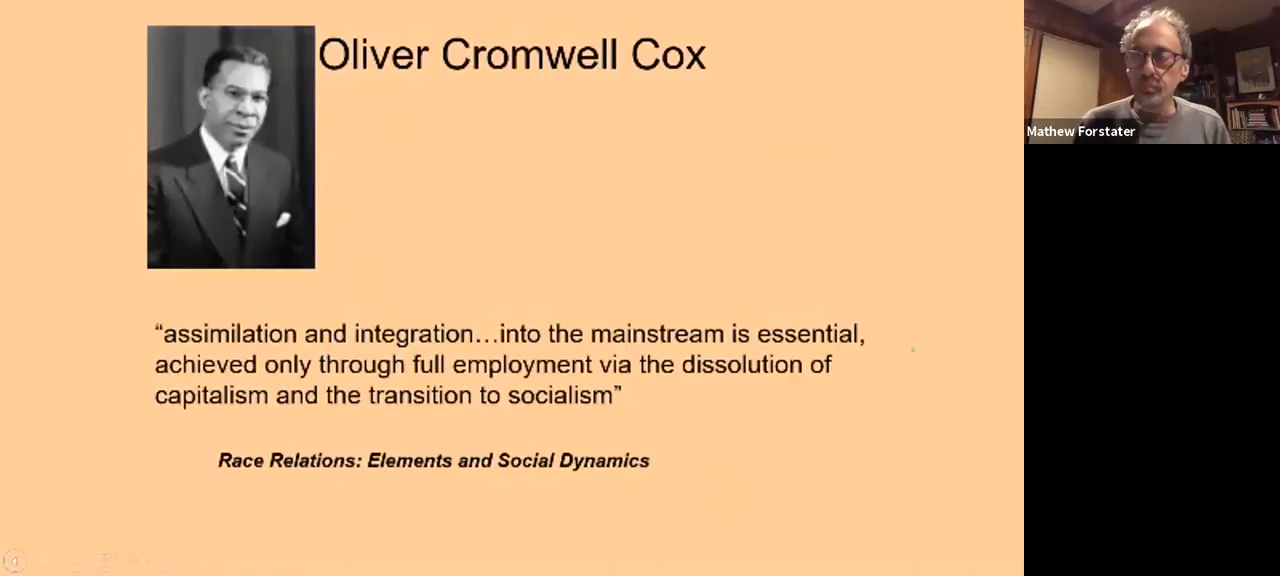 Oliver Cromwell Cox
Mathew Forstater
“assimilation and integration…into the mainstream is essential,
achieved only through full employment via the dissolution of
capitalism and the transition to socialism”
Race Relations: Elements and Social Dynamics